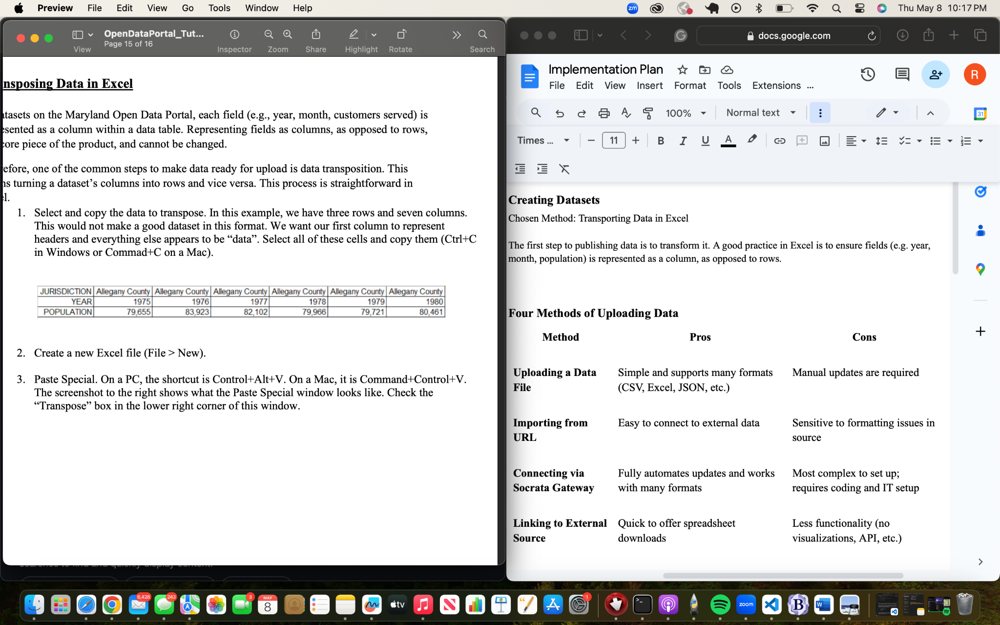 Preview File Edit View Go Tools Window Help zm Thu May 8 10:17 PM
OpenDataPortal_Tut...
Page 15 of 16
View Inspector Zoom Share Highlight Rotate Search
nsposing Data in Excel
tasets on the Maryland Open Data Portal, each field (e.g., year, month, customers served) is
esented as a column within a data table. Representing fields as columns, as opposed to rows,
core piece of the product, and cannot be changed.
efore, one of the common steps to make data ready for upload is data transposition. This
ns turning a dataset's columns into rows and vice versa. This process is straightforward in
el.
1. Select and copy the data to transpose. In this example, we have three rows and seven columns.
This would not make a good dataset in this format. We want our first column to represent
headers and everything else appears to be “data”. Select all of these cells and copy them (Ctrl+C
in Windows or Commad+C on a Mac).
JURISDICTION Allegany County Allegany County Allegany County Allegany County Allegany County Allegany County
YEAR 1975 1976 1977 1978 1979 1980
POPULATION 79,655 83,923 82,102 79,966 79,721 80,461
2. Create a new Excel file (File > New).
3. Paste Special. On a PC, the shortcut is Control+Alt+V. On a Mac, it is Command+Control+V.
The screenshot to the right shows what the Paste Special window looks like. Check the
“Transpose” box in the lower right corner of this window.
docs.google.com
Implementation Plan
R
File Edit View Insert Format Tools Extensions ...
100% Normal text
31
Times ... 11 B I U A
Creating Datasets
Chosen Method: Transporting Data in Excel
The first step to publishing data is to transform it. A good practice in Excel is to ensure fields (e.g. year,
month, population) is represented as a column, as opposed to rows.
Four Methods of Uploading Data
Method Pros Cons
Uploading a Data Simple and supports many formats Manual updates are required
File (CSV, Excel, JSON, etc.)
Importing from Easy to connect to external data Sensitive to formatting issues in
URL source
Connecting via Fully automates updates and works Most complex to set up;
Socrata Gateway with many formats requires coding and IT setup
Linking to External Quick to offer spreadsheet Less functionality (no
Source downloads visualizations, API, etc.)
6,428 243 3 MAY 8 tv 1 zoom B W